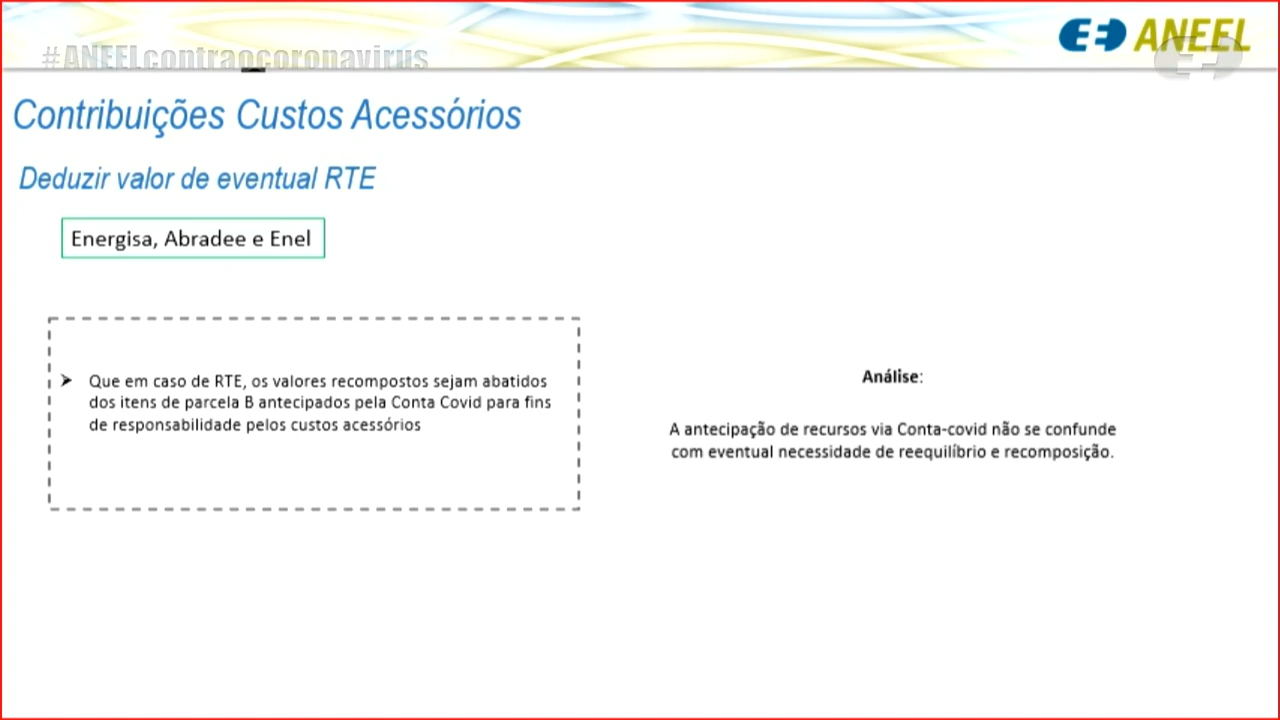 #ANEELcontraocoronavirus
ANEEL
Contribuições Custos Acessórios
Deduzir valor de eventual RTE
Energisa, Abradee e Enel
Que em caso de RTE, os valores recompostos sejam abatidos
dos itens de parcela B antecipados pela Conta Covid para fins
de responsabilidade pelos custos acessórios
Análise:
A antecipação de recursos via Conta-covid não se confunde
com eventual necessidade de reequilíbrio e recomposição.